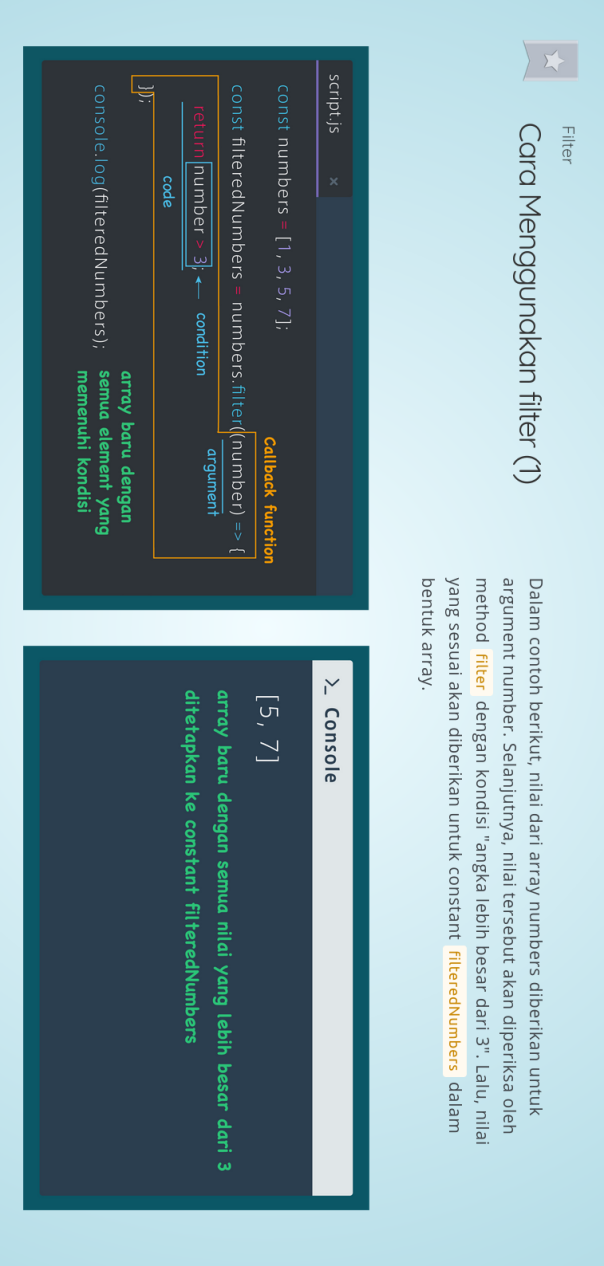 Filter
Cara Menggunakan filter (1)
Dalam contoh berikut, nilai dari array numbers diberikan untuk
argument number. Selanjutnya, nilai tersebut akan diperiksa oleh
method filter dengan kondisi "angka lebih besar dari 3". Lalu, nilai
yang sesuai akan diberikan untuk constant filteredNumbers dalam
bentuk array.
script.js ×
const numbers = [1, 3, 5, 7];
Callback function
const filteredNumbers = numbers.filter((number) => {
argument
return number > 3; ← condition
code
});
console.log(filteredNumbers);
array baru dengan
semua element yang
memenuhi kondisi
>_ Console
[5, 7]
array baru dengan semua nilai yang lebih besar dari 3
ditetapkan ke constant filteredNumbers